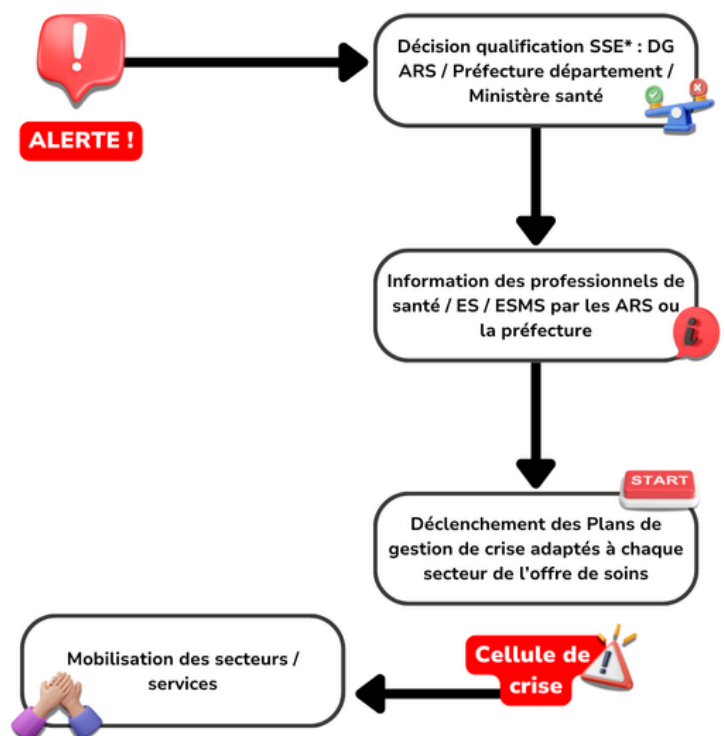 ALERTE !
Décision qualification SSE* : DG
ARS / Préfecture département /
Ministère santé
Information des professionnels de
santé / ES / ESMS par les ARS ou
la préfecture
START
Déclenchement des Plans de
gestion de crise adaptés à chaque
secteur de l'offre de soins
Cellule de
crise
Mobilisation des secteurs /
services